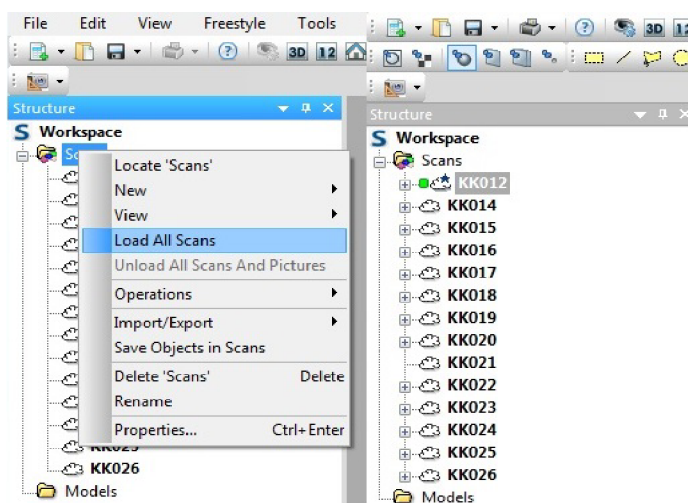 File Edit View Freestyle Tools
3D 12
Structure
Workspace
Locate 'Scans'
New
View
Load All Scans
Unload All Scans And Pictures
Operations
Import/Export
Save Objects in Scans
Delete 'Scans' Delete
Rename
Properties... Ctrl+Enter
KK025
KK026
Models
3D 12
Structure
Workspace
Scans
KK012
KK014
KK015
KK016
KK017
KK018
KK019
KK020
KK021
KK022
KK023
KK024
KK025
KK026
Models